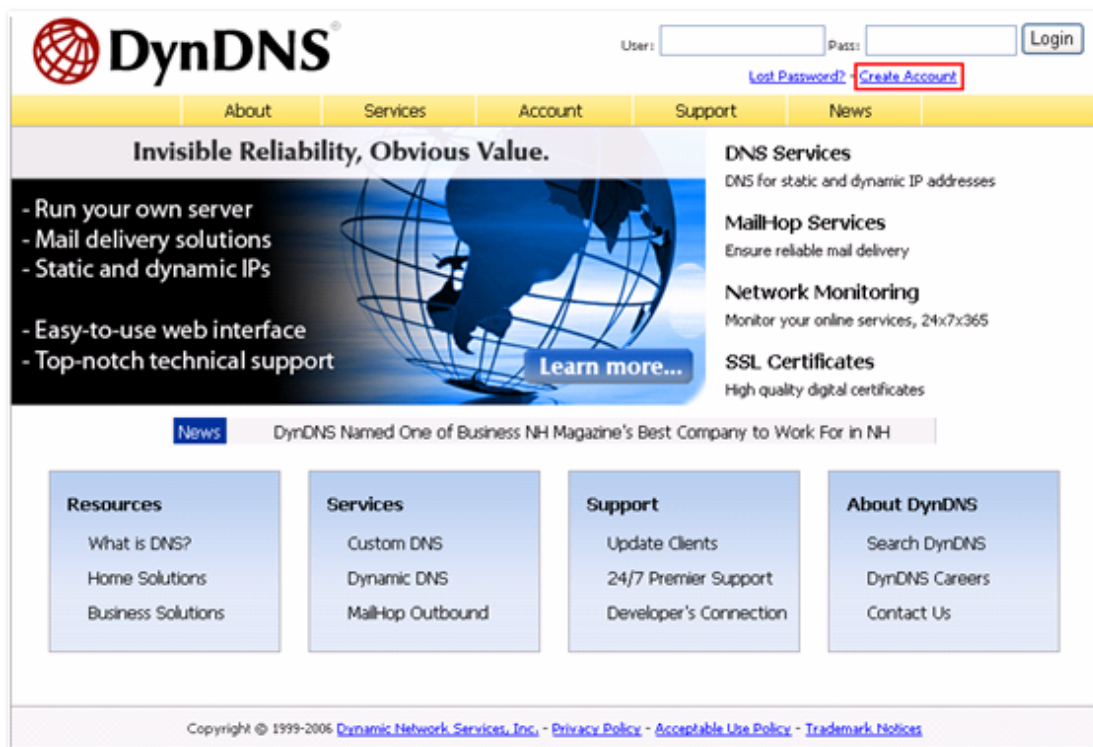 DynDNS®
User:
Pass:
Login
Lost Password? - Create Account
About Services Account Support News
Invisible Reliability, Obvious Value.
- Run your own server
- Mail delivery solutions
- Static and dynamic IPs
- Easy-to-use web interface
- Top-notch technical support
Learn more...
DNS Services
DNS for static and dynamic IP addresses
MailHop Services
Ensure reliable mail delivery
Network Monitoring
Monitor your online services, 24x7x365
SSL Certificates
High quality digital certificates
News DynDNS Named One of Business NH Magazine's Best Company to Work For in NH
Resources
What is DNS?
Home Solutions
Business Solutions
Services
Custom DNS
Dynamic DNS
MailHop Outbound
Support
Update Clients
24/7 Premier Support
Developer's Connection
About DynDNS
Search DynDNS
DynDNS Careers
Contact Us
Copyright © 1999-2006 Dynamic Network Services, Inc. - Privacy Policy - Acceptable Use Policy - Trademark Notices